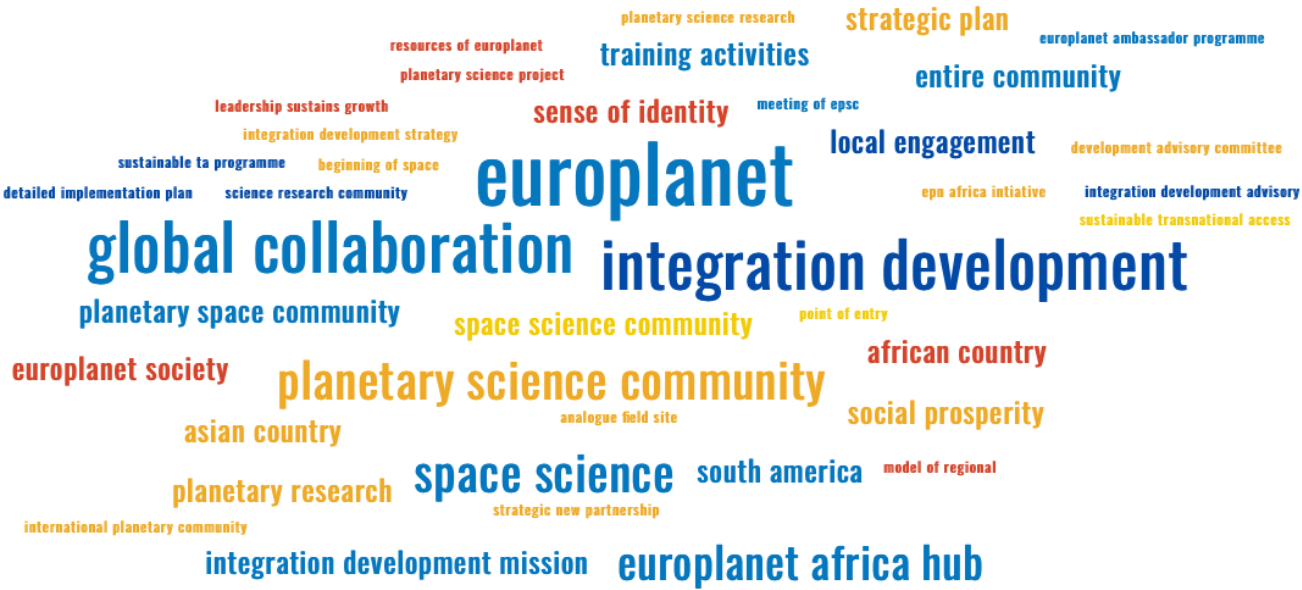 planetary science research
strategic plan
europlanet ambassador programme
resources of europlanet
training activities
planetary science project
entire community
leadership sustains growth
sense of identity
meeting of epsc
integration development strategy
local engagement
development advisory committee
sustainable ta programme
beginning of space
europlanet
detailed implementation plan
science research community
epn africa intiative
integration development advisory
sustainable transnational access
global collaboration
integration development
planetary space community
space science community
point of entry
african country
europlanet society
planetary science community
analogue field site
social prosperity
asian country
space science
south america
model of regional
planetary research
strategic new partnership
international planetary community
integration development mission
europlanet africa hub